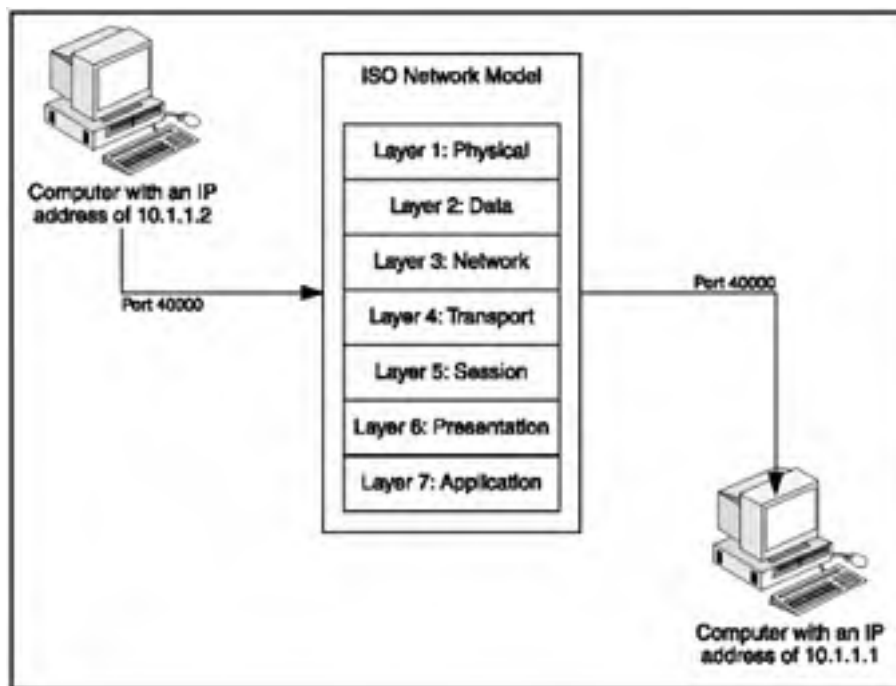 Computer with an IP
address of 10.1.1.2
Port 40000
ISO Network Model
Layer 1: Physical
Layer 2: Data
Layer 3: Network
Layer 4: Transport
Layer 5: Session
Layer 6: Presentation
Layer 7: Application
Port 40000
Computer with an IP
address of 10.1.1.1